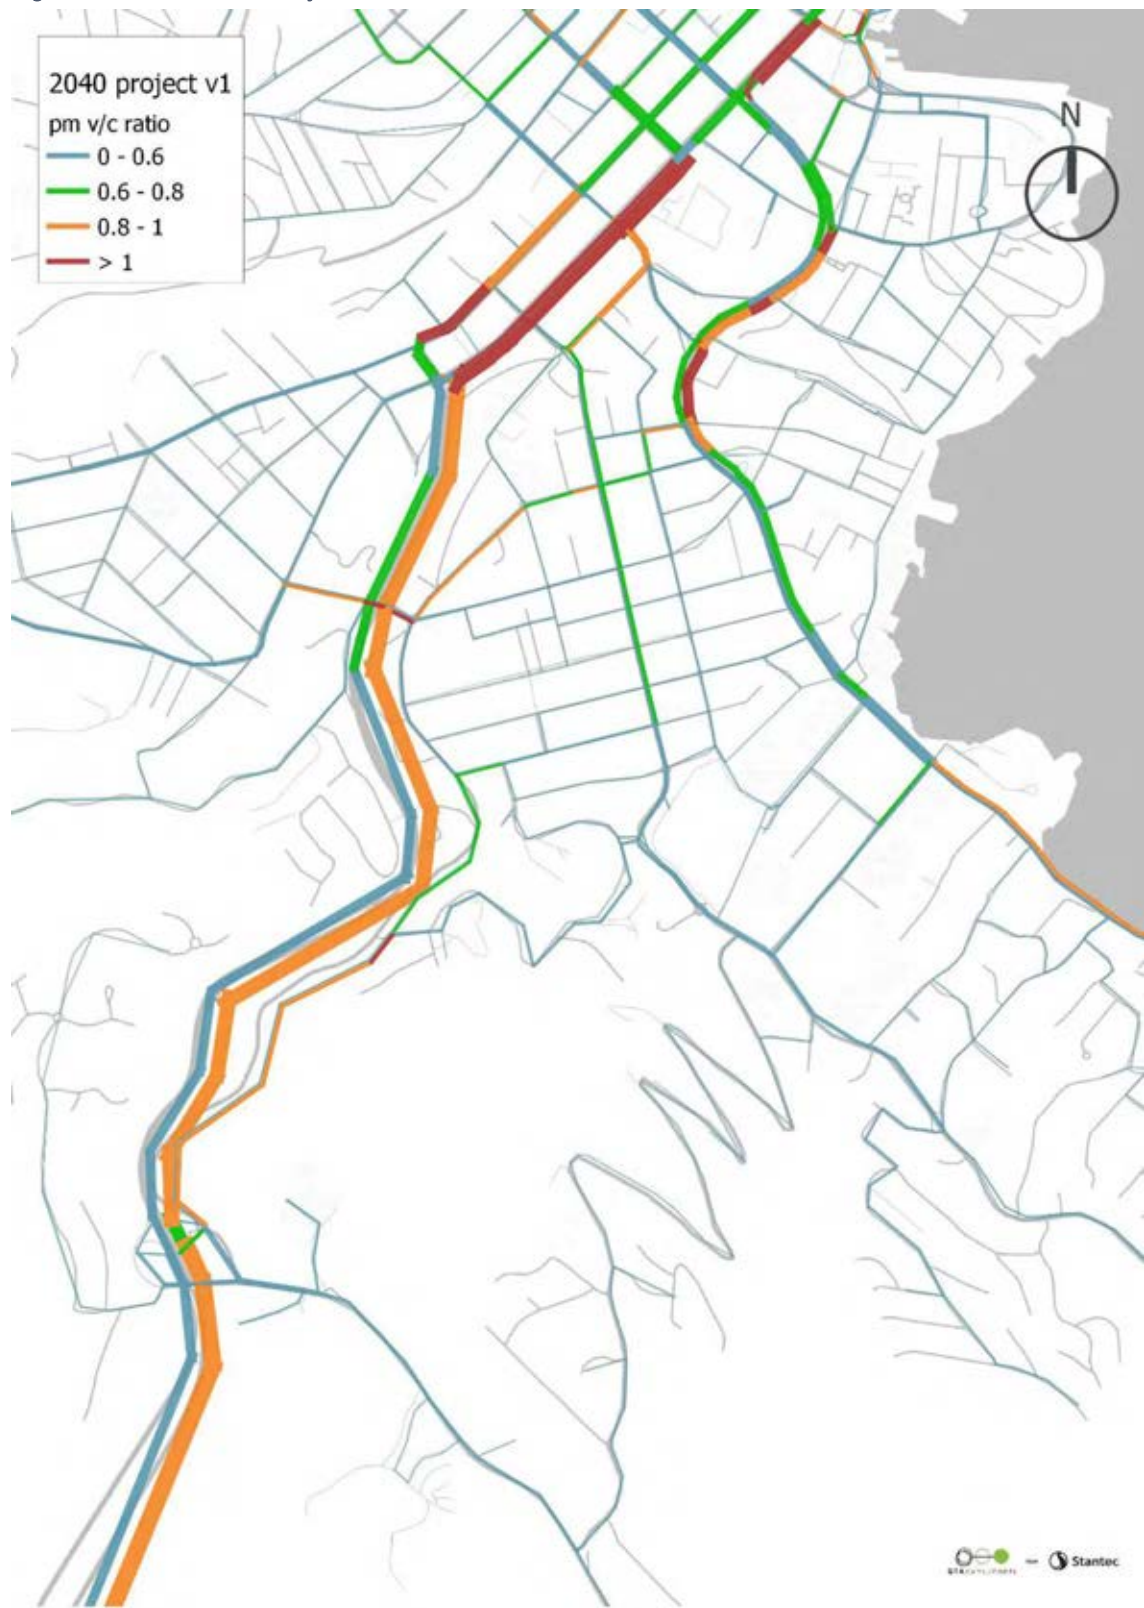 2040 project v1
pm v/c ratio
0 - 0.6
0.6 - 0.8
0.8 - 1
> 1
N
Stantec